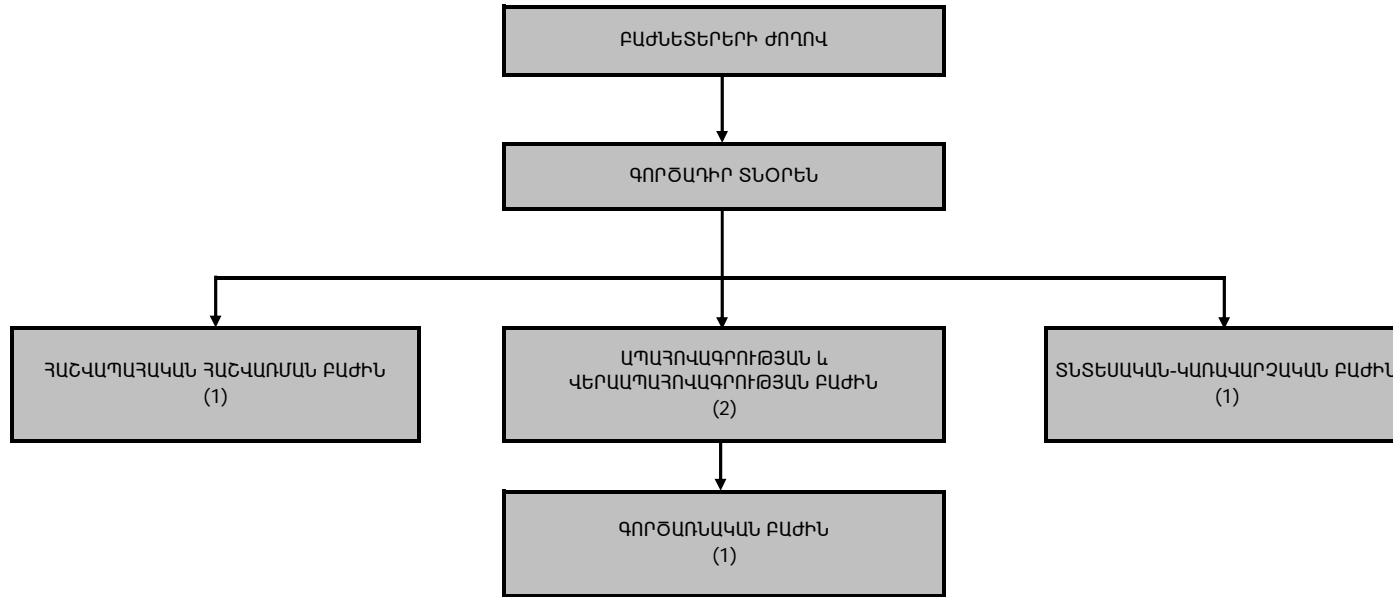 ԲԱԺՆԵՏԵՐԵՐԻ ԺՈՂՈՎ
ԳՈՐԾԱԴԻՐ ՏՆՕՐԵՆ
ՀԱՇՎԱՊԱՀԱԿԱՆ ՀԱՇՎԱՌՄԱՆ ԲԱԺԻՆ
(1)
ԱՊԱՀՈՎԱԳՐՈՒԹՅԱՆ և
ՎԵՐԱԱՊԱՀՈՎԱԳՐՈՒԹՅԱՆ ԲԱԺԻՆ
(2)
ՏՆՏԵՍԱԿԱՆ-ԿԱՌԱՎԱՐՉԱԿԱՆ ԲԱԺԻՆ
(1)
ԳՈՐԾԱՌՆԱԿԱՆ ԲԱԺԻՆ
(1)